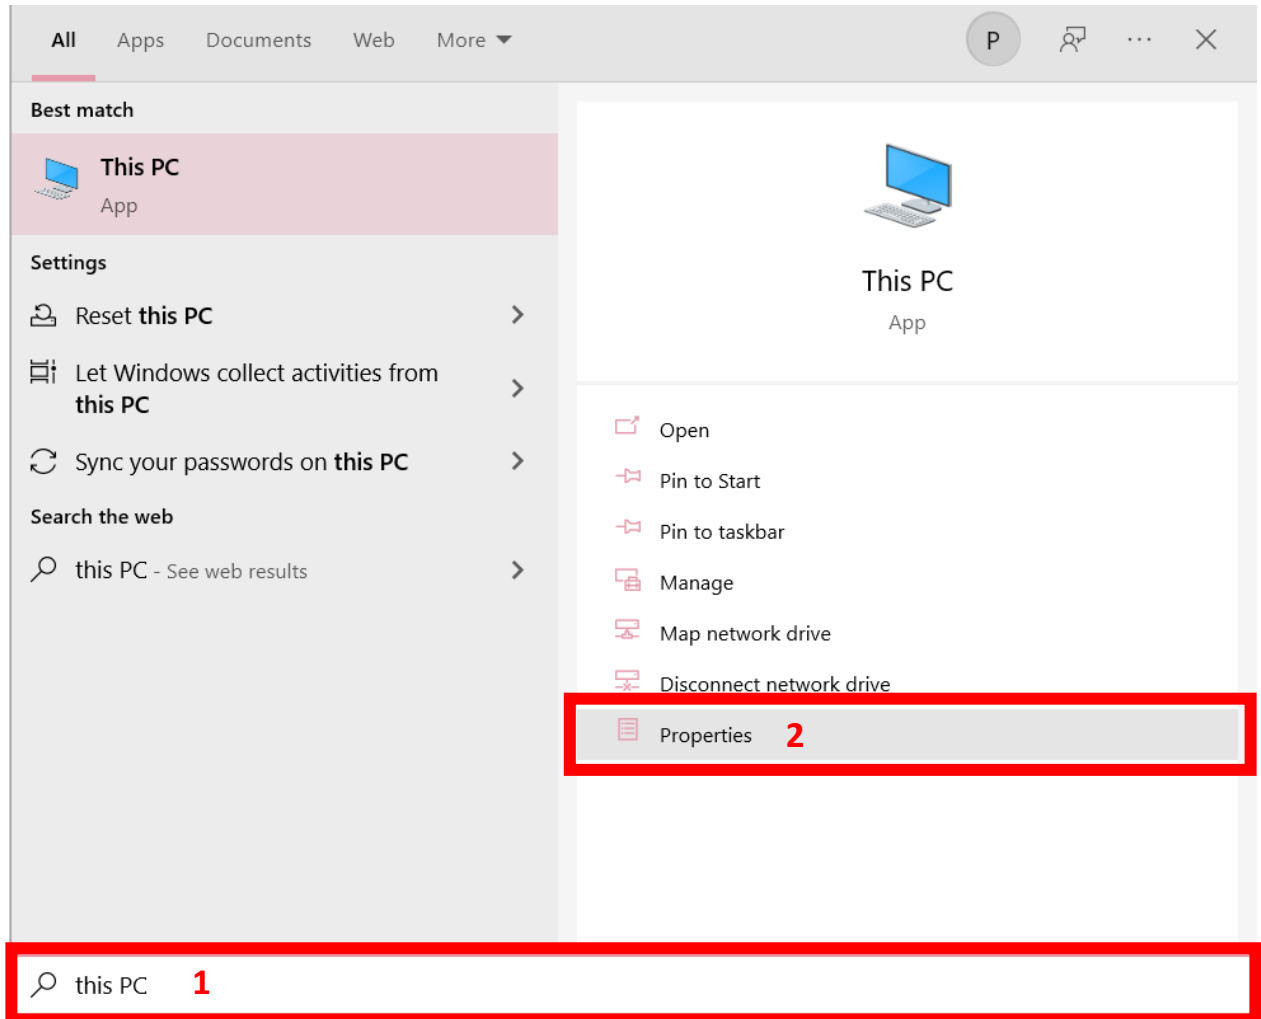 All Apps Documents Web More P
Best match
This PC
App
Settings
Reset this PC
Let Windows collect activities from
this PC
Sync your passwords on this PC
Search the web
this PC - See web results
This PC
App
Open
Pin to Start
Pin to taskbar
Manage
Map network drive
Disconnect network drive
Properties 2
this PC 1